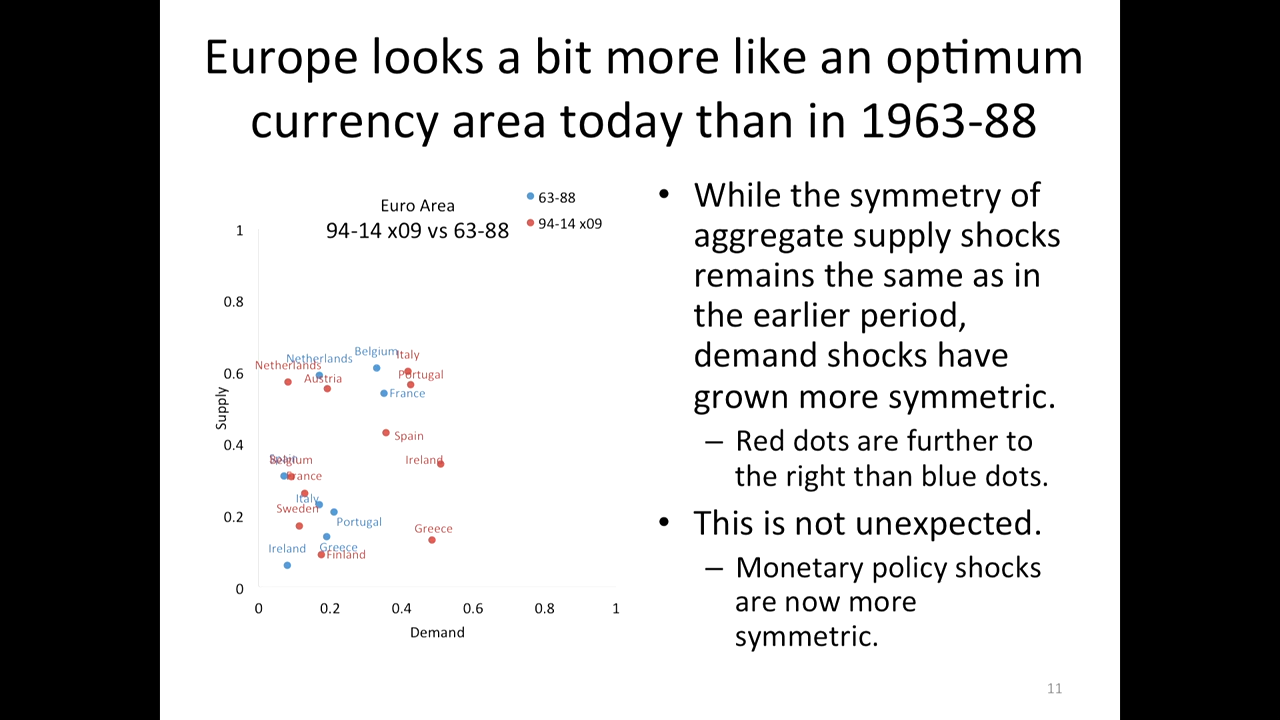 Europe looks a bit more like an optimum
currency area today than in 1963-88
Euro Area
94-14 x09 vs 63-88
63-88
94-14 x09
1
0.8
0.6
0.4
0.2
0
Supply
Netherlands
Netherlands
Belgium
Italy
Austria
Portugal
France
Spain
Ireland
Spain
Belgium
France
Italy
Sweden
Portugal
Greece
Ireland
Greece
Finland
0
0.2
0.4
0.6
0.8
1
Demand
• While the symmetry of
aggregate supply shocks
remains the same as in
the earlier period,
demand shocks have
grown more symmetric.
– Red dots are further to
the right than blue dots.
• This is not unexpected.
– Monetary policy shocks
are now more
symmetric.
11